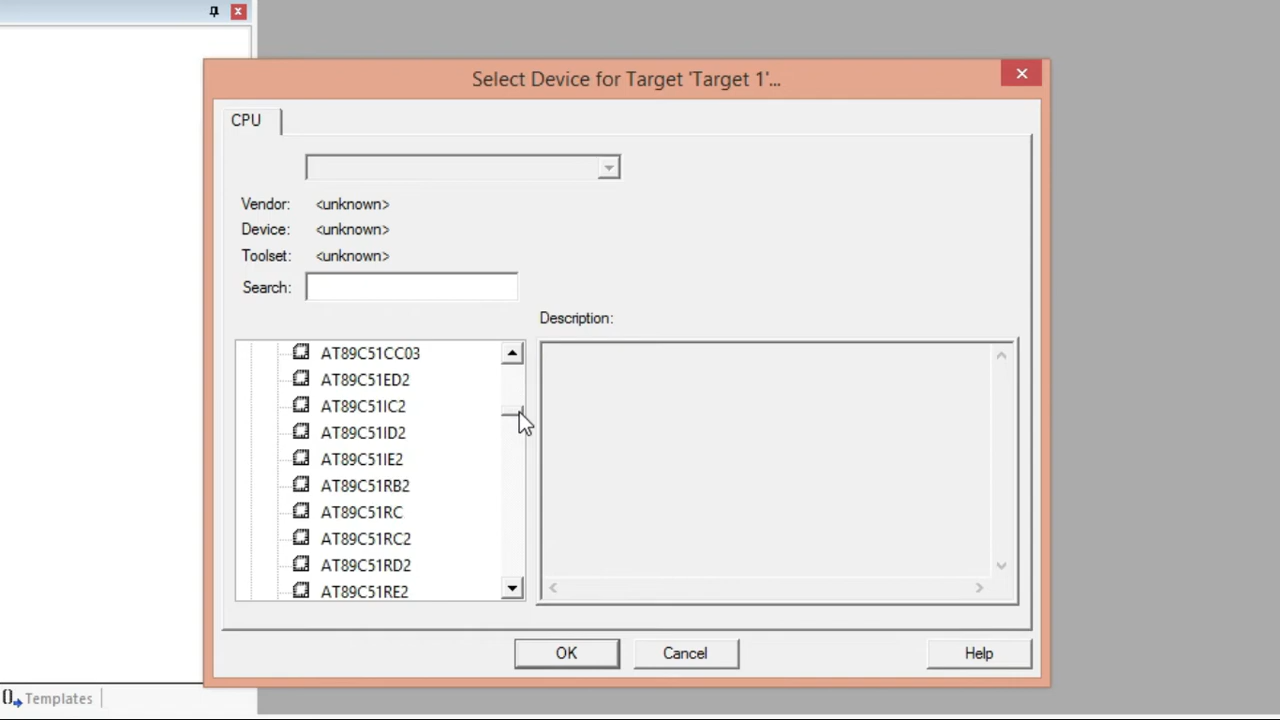 Select Device for Target 'Target 1'...
CPU
Vendor: <unknown>
Device: <unknown>
Toolset: <unknown>
Search:
Description:
AT89C51CC03
AT89C51ED2
AT89C51IC2
AT89C51ID2
AT89C51IE2
AT89C51RB2
AT89C51RC
AT89C51RC2
AT89C51RD2
AT89C51RE2
OK
Cancel
Help
Templates